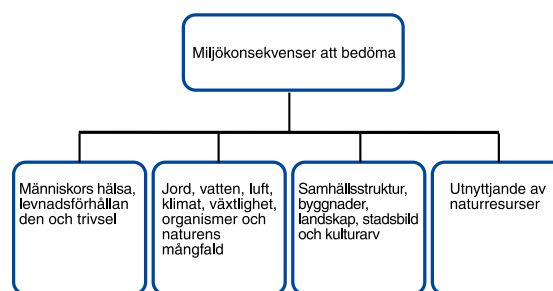 Miljökonsekvenser att bedöma
Människors hälsa,
levnadsförhållan
den och trivsel
Jord, vatten, luft,
klimat, växtlighet,
organismer och
naturens
mångfald
Samhällsstruktur,
byggnader,
landskap, stadsbild
och kulturarv
Utnyttjande av
naturresurser